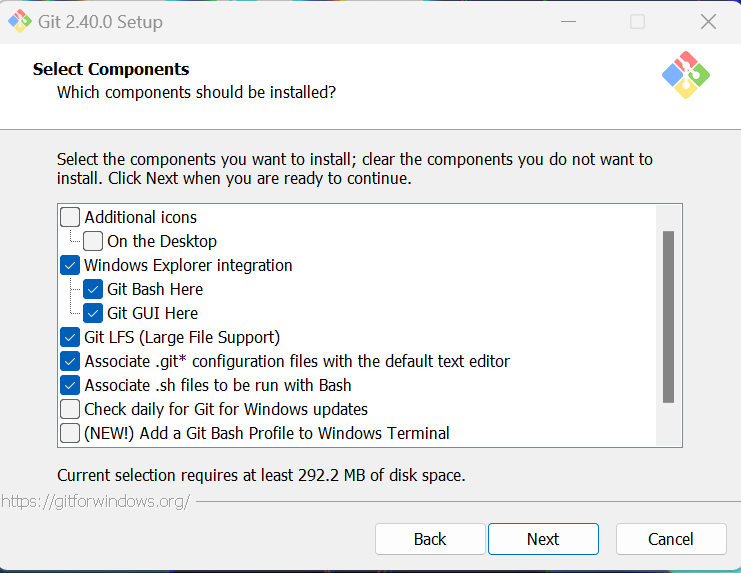 Git 2.40.0 Setup
Select Components
Which components should be installed?
Select the components you want to install; clear the components you do not want to
install. Click Next when you are ready to continue.
Additional icons
On the Desktop
Windows Explorer integration
Git Bash Here
Git GUI Here
Git LFS (Large File Support)
Associate .git* configuration files with the default text editor
Associate .sh files to be run with Bash
Check daily for Git for Windows updates
(NEW!) Add a Git Bash Profile to Windows Terminal
Current selection requires at least 292.2 MB of disk space.
https://gitforwindows.org/
Back Next Cancel